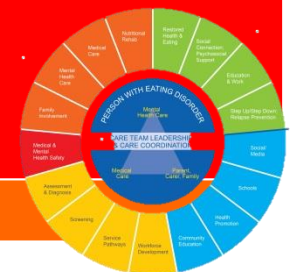 Nutritional
Rehab
Restored
Health &
Eating
Medical
Care
Social
Connection
Psychosocial
Support
Mental
Health
Care
Education
& Work
Family
Involvement
Step Up/Step Down
Relapse Prevention
PERSON WITH EATING DISORDER
Mental
Health Care
CARE TEAM LEADERSHIP
& CARE COORDINATION
Medical
Care
Parent,
Carer, Family
Medical &
Mental
Health Safety
Social
Media
Assessment
& Diagnosis
Schools
Screening
Health
Promotion
Service
Pathways
Workforce
Development
Community
Education